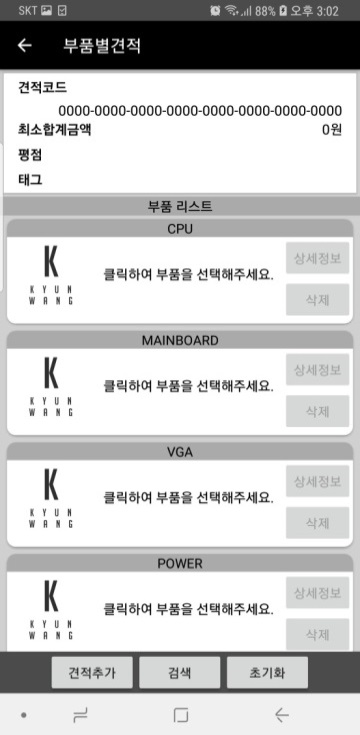 SKT 88% 오후 3:02
부품별견적
견적코드
0000-0000-0000-0000-0000-0000-0000-0000
최소합계금액 0원
평점
태그
부품 리스트
CPU
K
KYUN
WANG
클릭하여 부품을 선택해주세요.
상세정보
삭제
MAINBOARD
K
KYUN
WANG
클릭하여 부품을 선택해주세요.
상세정보
삭제
VGA
K
KYUN
WANG
클릭하여 부품을 선택해주세요.
상세정보
삭제
POWER
K
KYUN
WANG
클릭하여 부품을 선택해주세요.
상세정보
삭제
견적추가 검색 초기화